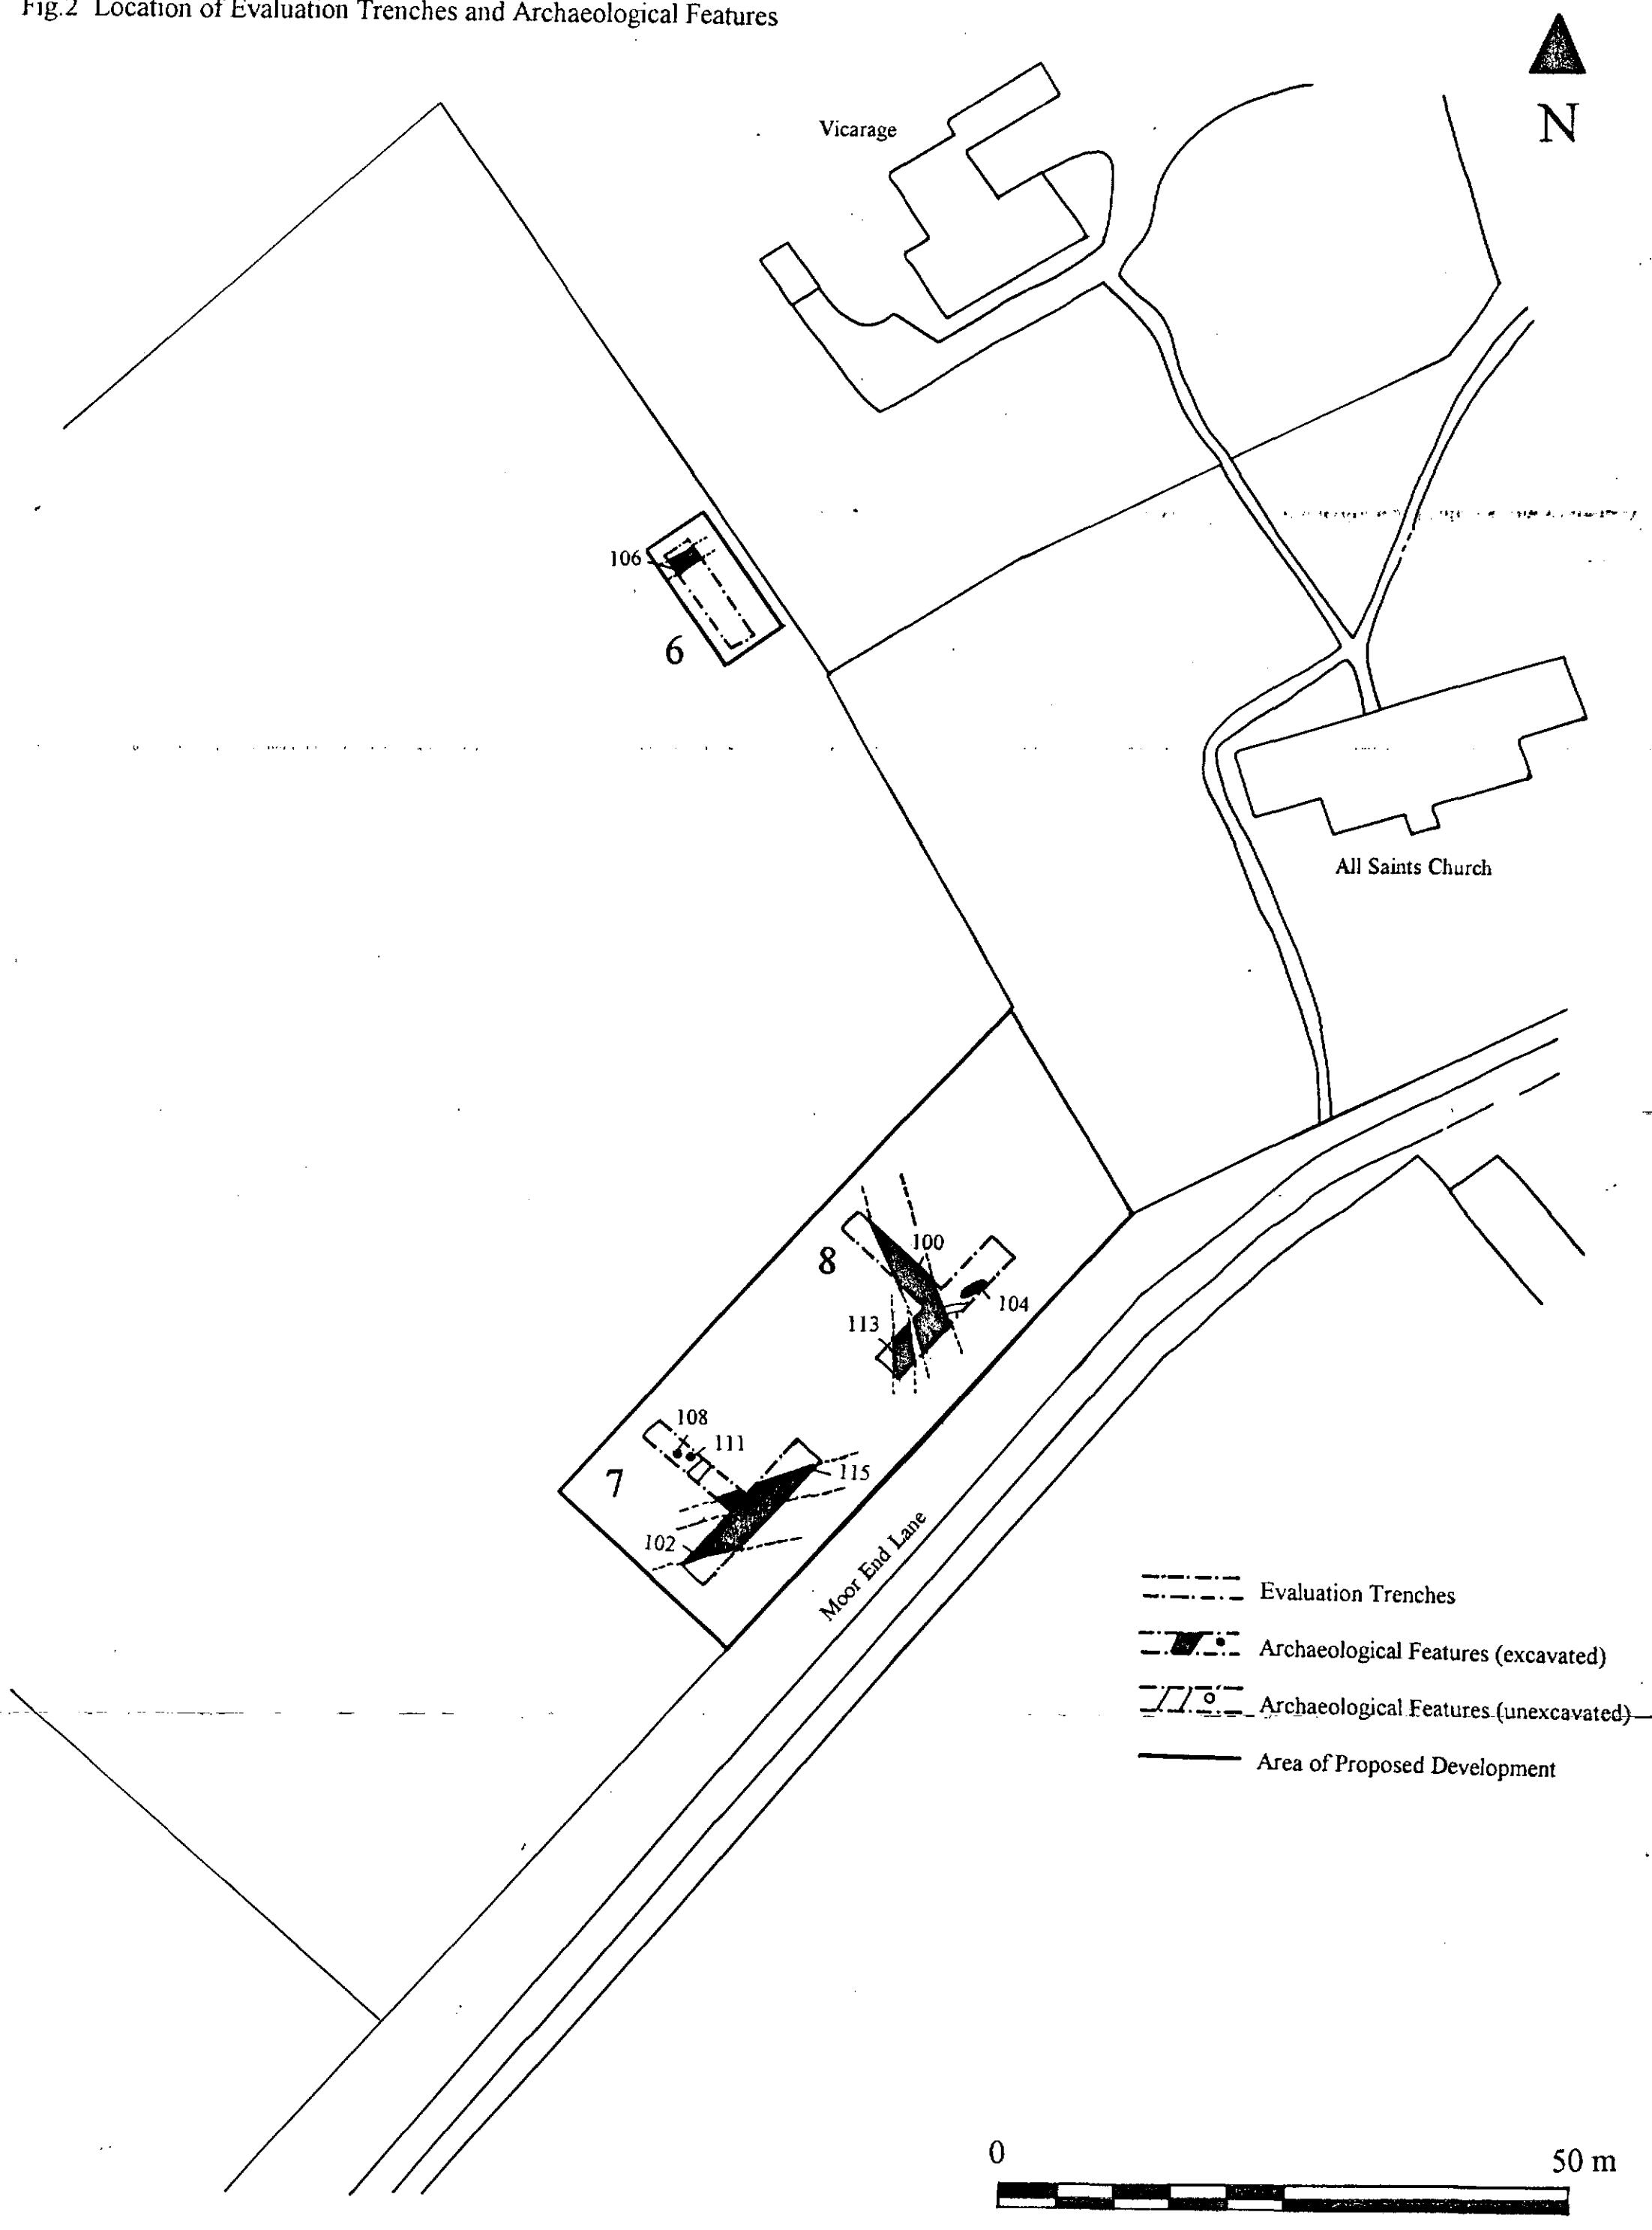 Fig.2 Location of Evaluation Trenches and Archaeological Features
N
Vicarage
106
6
All Saints Church
8
100
104
113
108
111
7
115
102
Moor End Lane
Evaluation Trenches
Archaeological Features (excavated)
Archaeological Features (unexcavated)
Area of Proposed Development
0
50 m